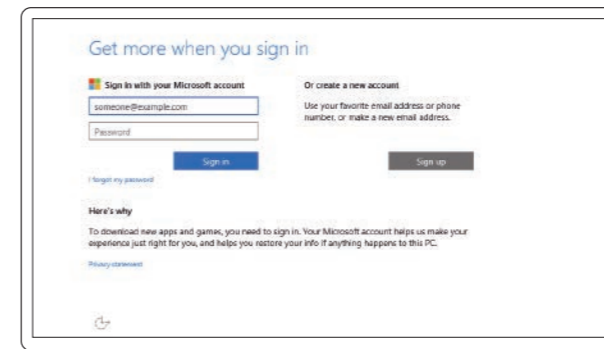 Get more when you sign in
Sign in with your Microsoft account
someone@example.com
Password
Sign in
I forgot my password
Or create a new account
Use your favorite email address or phone
number, or make a new email address.
Sign up
Here's why
To download new apps and games, you need to sign in. Your Microsoft account helps us make your
experience just right for you, and helps you restore your info if anything happens to this PC.
Privacy statement